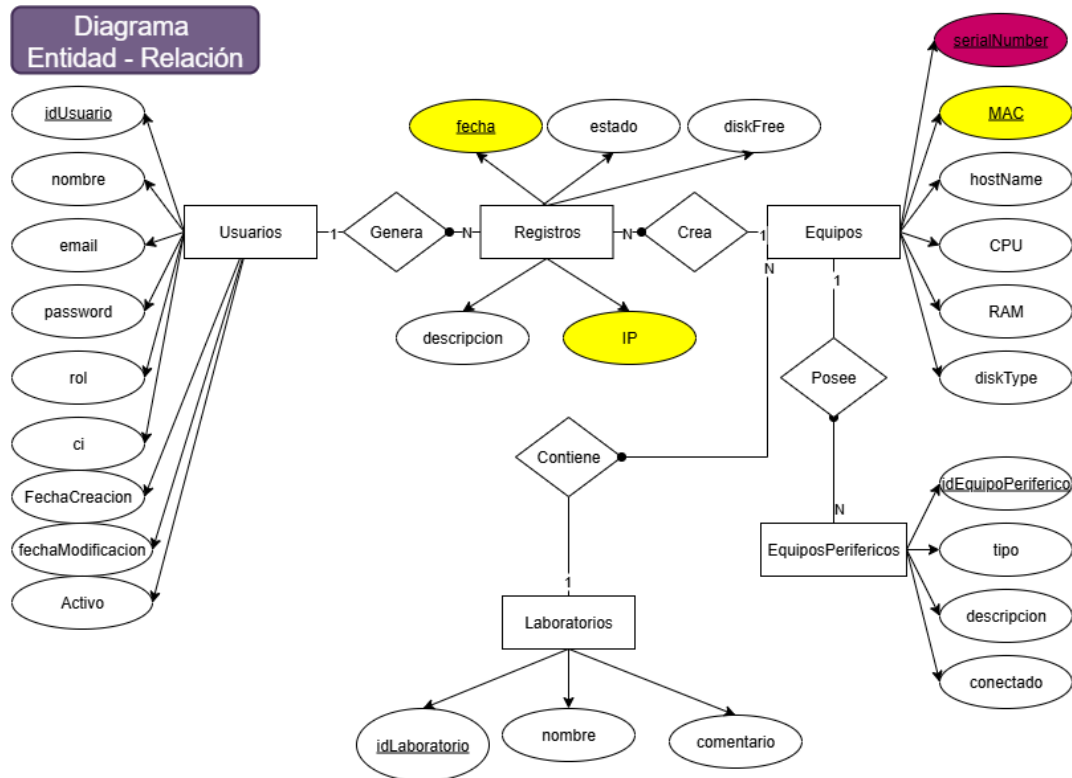 Diagrama
Entidad - Relación
serialNumber
idUsuario
fecha
estado
diskFree
MAC
nombre
hostName
Usuarios
1
Genera
N
Registros
N
Crea
1
Equipos
email
CPU
N
1
password
descripcion
IP
RAM
rol
Posee
diskType
ci
Contiene
FechaCreacion
idEquipoPeriferico
N
fechaModificacion
EquiposPerifericos
tipo
1
Activo
Laboratorios
descripcion
conectado
idLaboratorio
nombre
comentario